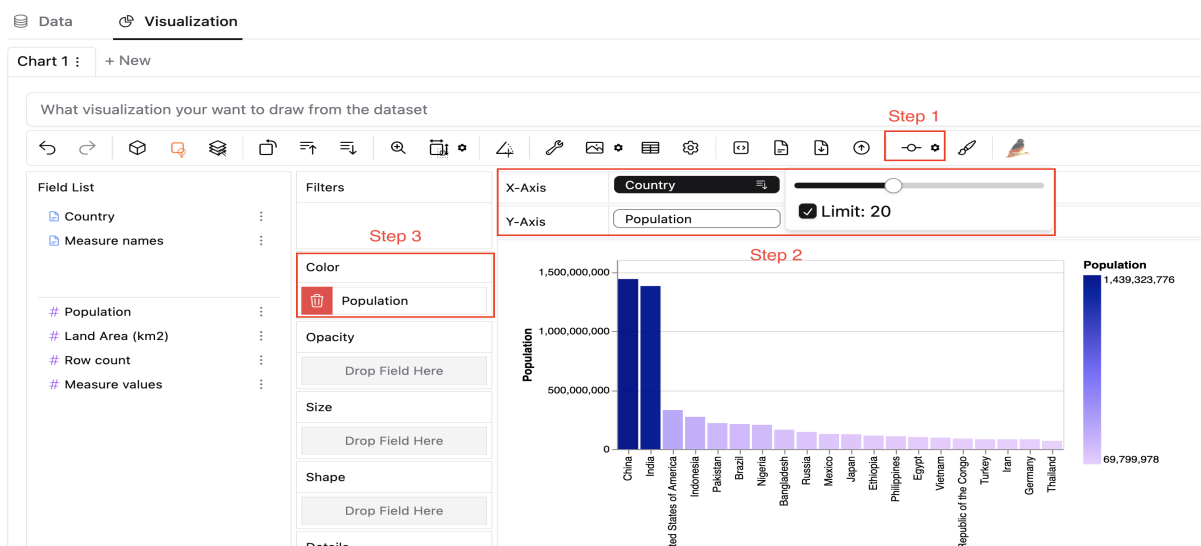 Data
Visualization
Chart 1
+ New
What visualization your want to draw from the dataset
Step 1
Field List
Country
Measure names
# Population
# Land Area (km2)
# Row count
# Measure values
Filters
Step 3
Color
Population
Opacity
Drop Field Here
Size
Drop Field Here
Shape
Drop Field Here
Details
X-Axis
Country
Y-Axis
Population
Limit: 20
Step 2
Population
1,500,000,000
1,000,000,000
500,000,000
0
China
India
ted States of America
Indonesia
Pakistan
Brazil
Nigeria
Bangladesh
Russia
Mexico
Japan
Ethiopia
Philippines
Egypt
Vietnam
Republic of the Congo
Turkey
Iran
Germany
Thailand
Population
1,439,323,776
69,799,978